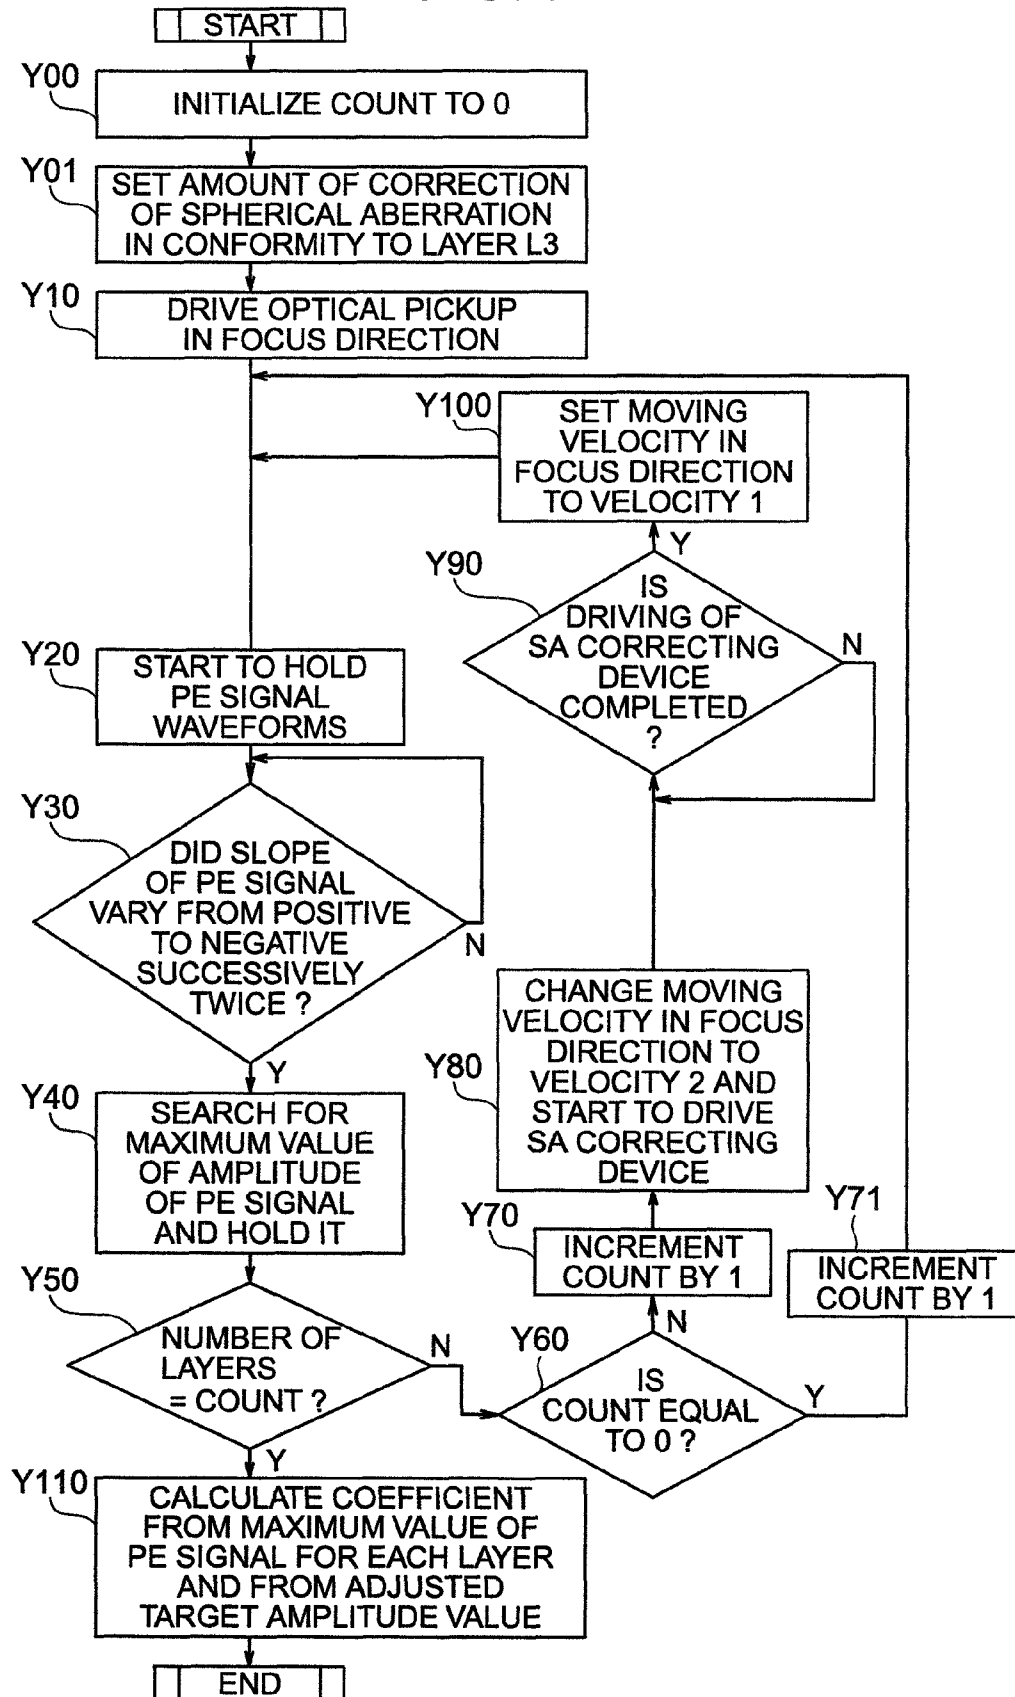 START
Y00
INITIALIZE COUNT TO 0
Y01
SET AMOUNT OF CORRECTION
OF SPHERICAL ABERRATION
IN CONFORMITY TO LAYER L3
Y10
DRIVE OPTICAL PICKUP
IN FOCUS DIRECTION
Y100
SET MOVING
VELOCITY IN
FOCUS DIRECTION
TO VELOCITY 1
Y
Y90
IS
DRIVING OF
SA CORRECTING
DEVICE
COMPLETED
?
N
Y20
START TO HOLD
PE SIGNAL
WAVEFORMS
Y30
DID SLOPE
OF PE SIGNAL
VARY FROM POSITIVE
TO NEGATIVE
SUCCESSIVELY
TWICE ?
N
Y
Y80
CHANGE MOVING
VELOCITY IN FOCUS
DIRECTION TO
VELOCITY 2 AND
START TO DRIVE
SA CORRECTING
DEVICE
Y40
SEARCH FOR
MAXIMUM VALUE
OF AMPLITUDE
OF PE SIGNAL
AND HOLD IT
Y70
INCREMENT
COUNT BY 1
Y71
INCREMENT
COUNT BY 1
Y50
NUMBER OF
LAYERS
= COUNT ?
N
Y
Y60
IS
COUNT EQUAL
TO 0 ?
N
Y
Y110
CALCULATE COEFFICIENT
FROM MAXIMUM VALUE OF
PE SIGNAL FOR EACH LAYER
AND FROM ADJUSTED
TARGET AMPLITUDE VALUE
END